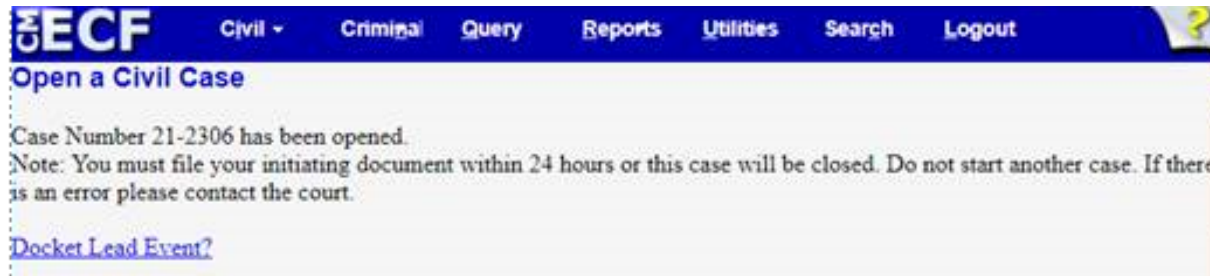 CM ECF Civil Criminal Query Reports Utilities Search Logout ?
Open a Civil Case
Case Number 21-2306 has been opened.
Note: You must file your initiating document within 24 hours or this case will be closed. Do not start another case. If there
is an error please contact the court.
Docket Lead Event?